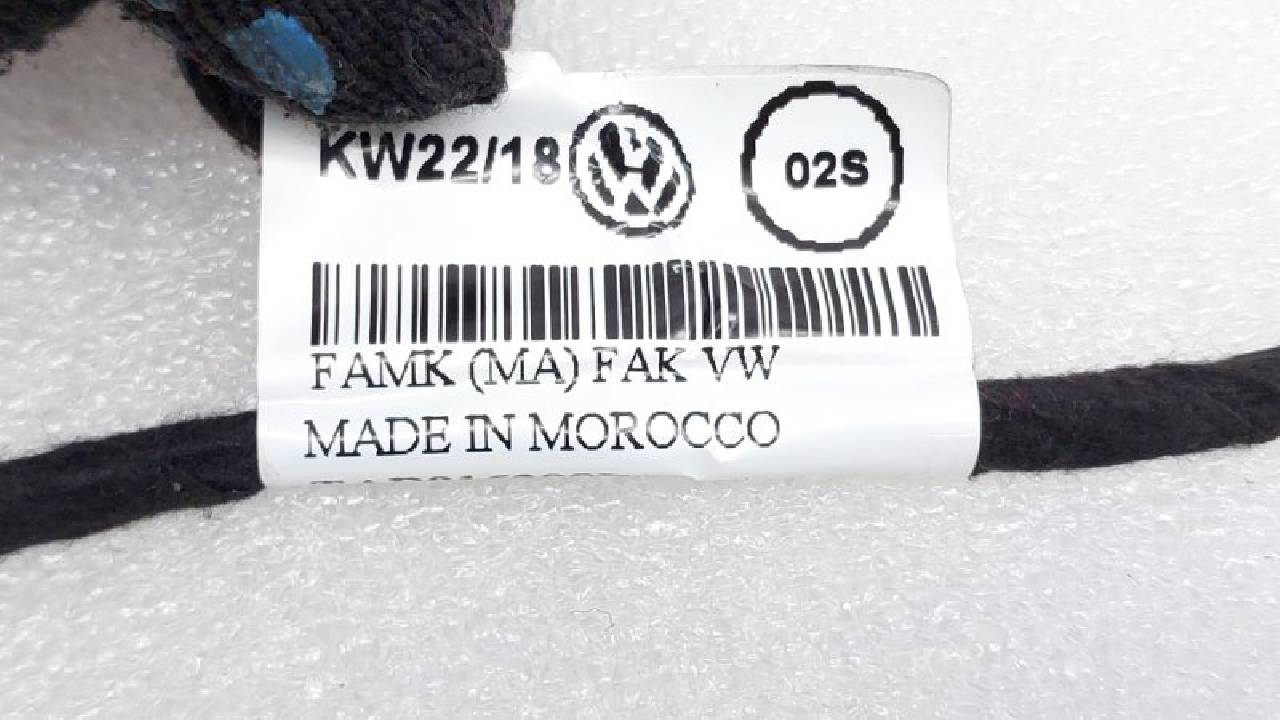 KW22/18 02S
FAMK (MA) FAK VW
MADE IN MOROCCO